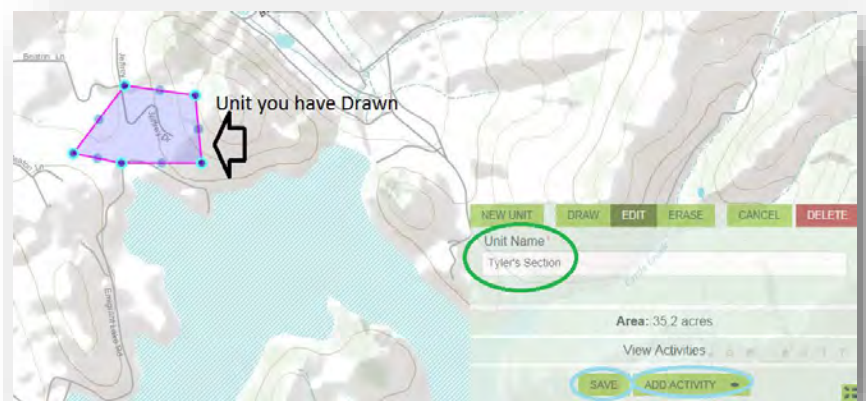 Unit you have Drawn
NEW UNIT DRAW EDIT ERASE CANCEL DELETE
Unit Name
Tyler's Section
Area: 35.2 acres
View Activities
SAVE ADD ACTIVITY